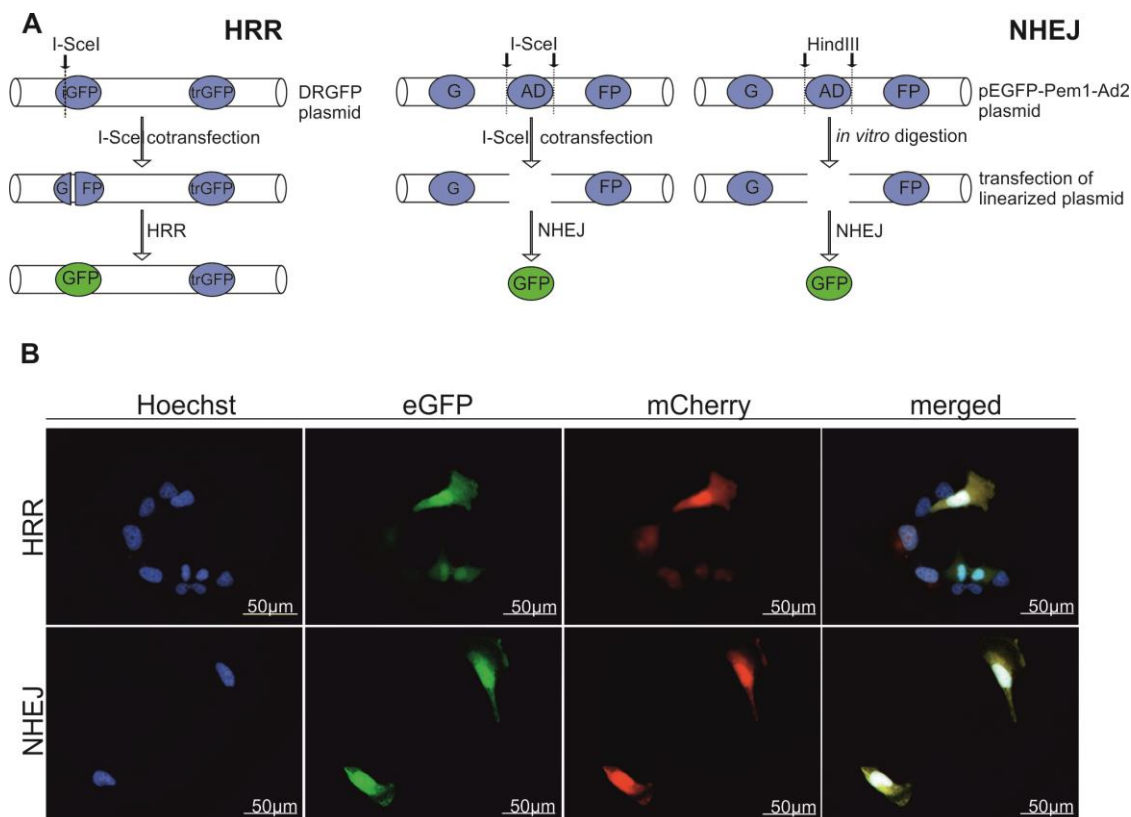 A
HRR
NHEJ
I-SceI
I-SceI
HindIII
iGFP
trGFP
DRGFP
plasmid
G
AD
FP
G
AD
FP
pEGFP-Pem1-Ad2
plasmid
I-SceI cotransfection
I-SceI cotransfection
in vitro digestion
G
FP
trGFP
G
FP
G
FP
transfection of
linearized plasmid
HRR
NHEJ
NHEJ
GFP
trGFP
GFP
GFP
B
Hoechst
eGFP
mCherry
merged
HRR
50µm
50µm
50µm
50µm
NHEJ
50µm
50µm
50µm
50µm